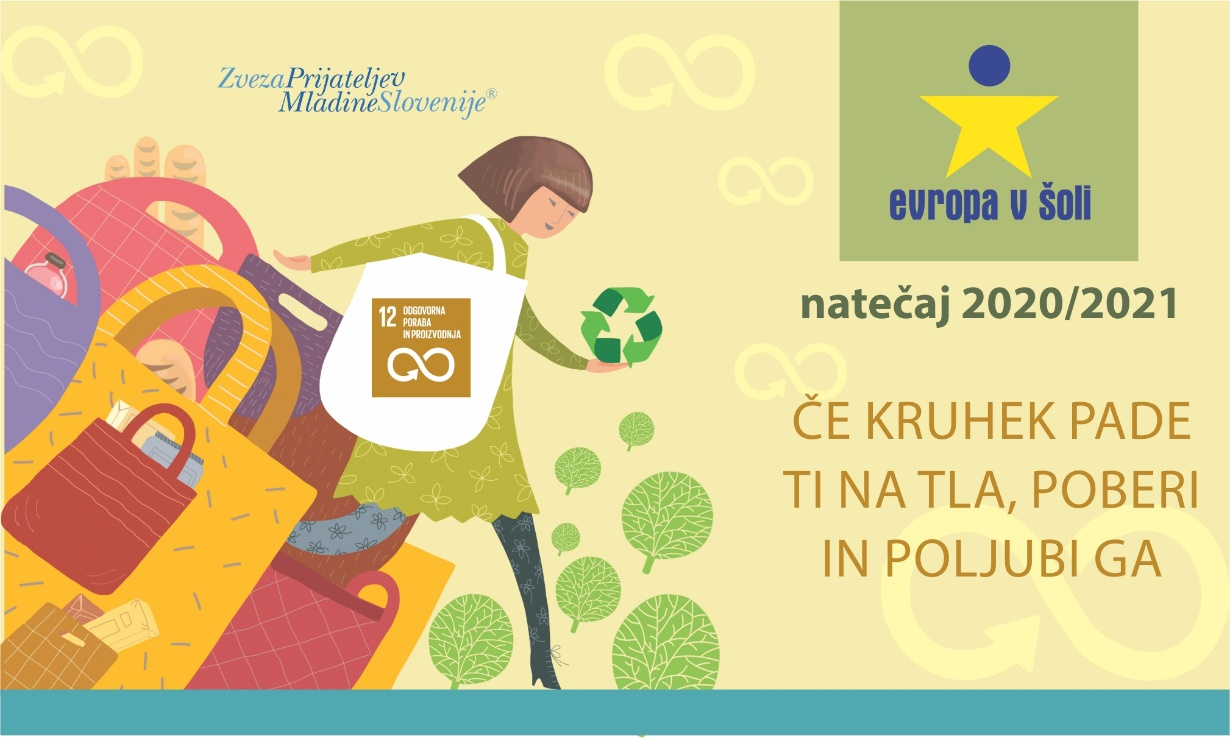 ZvezaPrijateljev
MladineSlovenije®
evropa v šoli
natečaj 2020/2021
12 ODGOVORNA
PORABA
IN PROIZVODNJA
ČE KRUHEK PADE
TI NA TLA, POBERI
IN POLJUBI GA